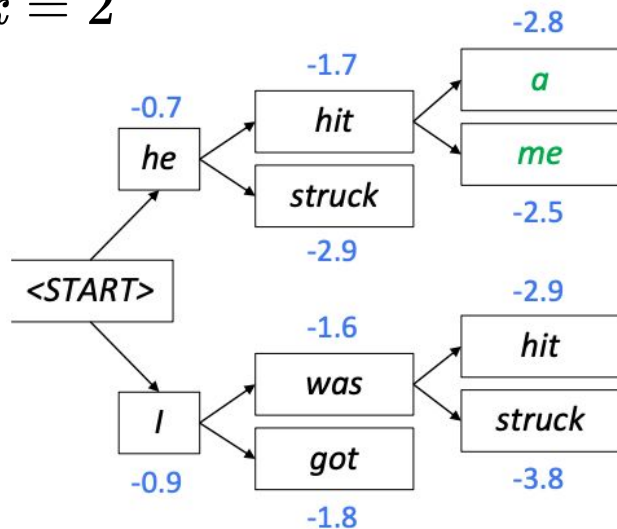 k = 2
-2.8
-1.7
a
-0.7
hit
he
me
struck
-2.5
-2.9
<START>
-2.9
-1.6
hit
was
I
struck
got
-0.9
-3.8
-1.8